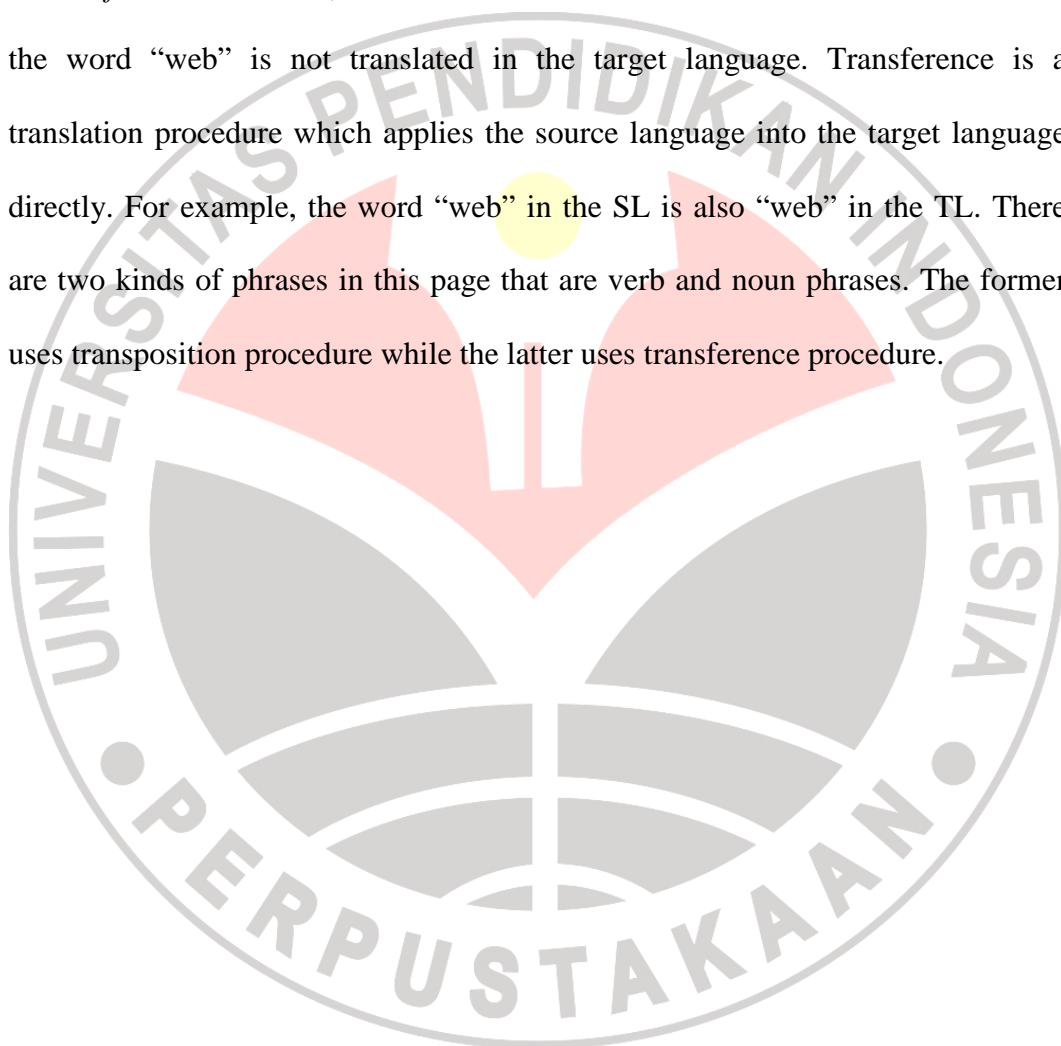 the word “web” is not translated in the target language. Transference is a
translation procedure which applies the source language into the target language
directly. For example, the word “web” in the SL is also “web” in the TL. There
are two kinds of phrases in this page that are verb and noun phrases. The former
uses transposition procedure while the latter uses transference procedure.
UNIVERSITAS PENDIDIKAN INDONESIA
PERPUSTAKAAN